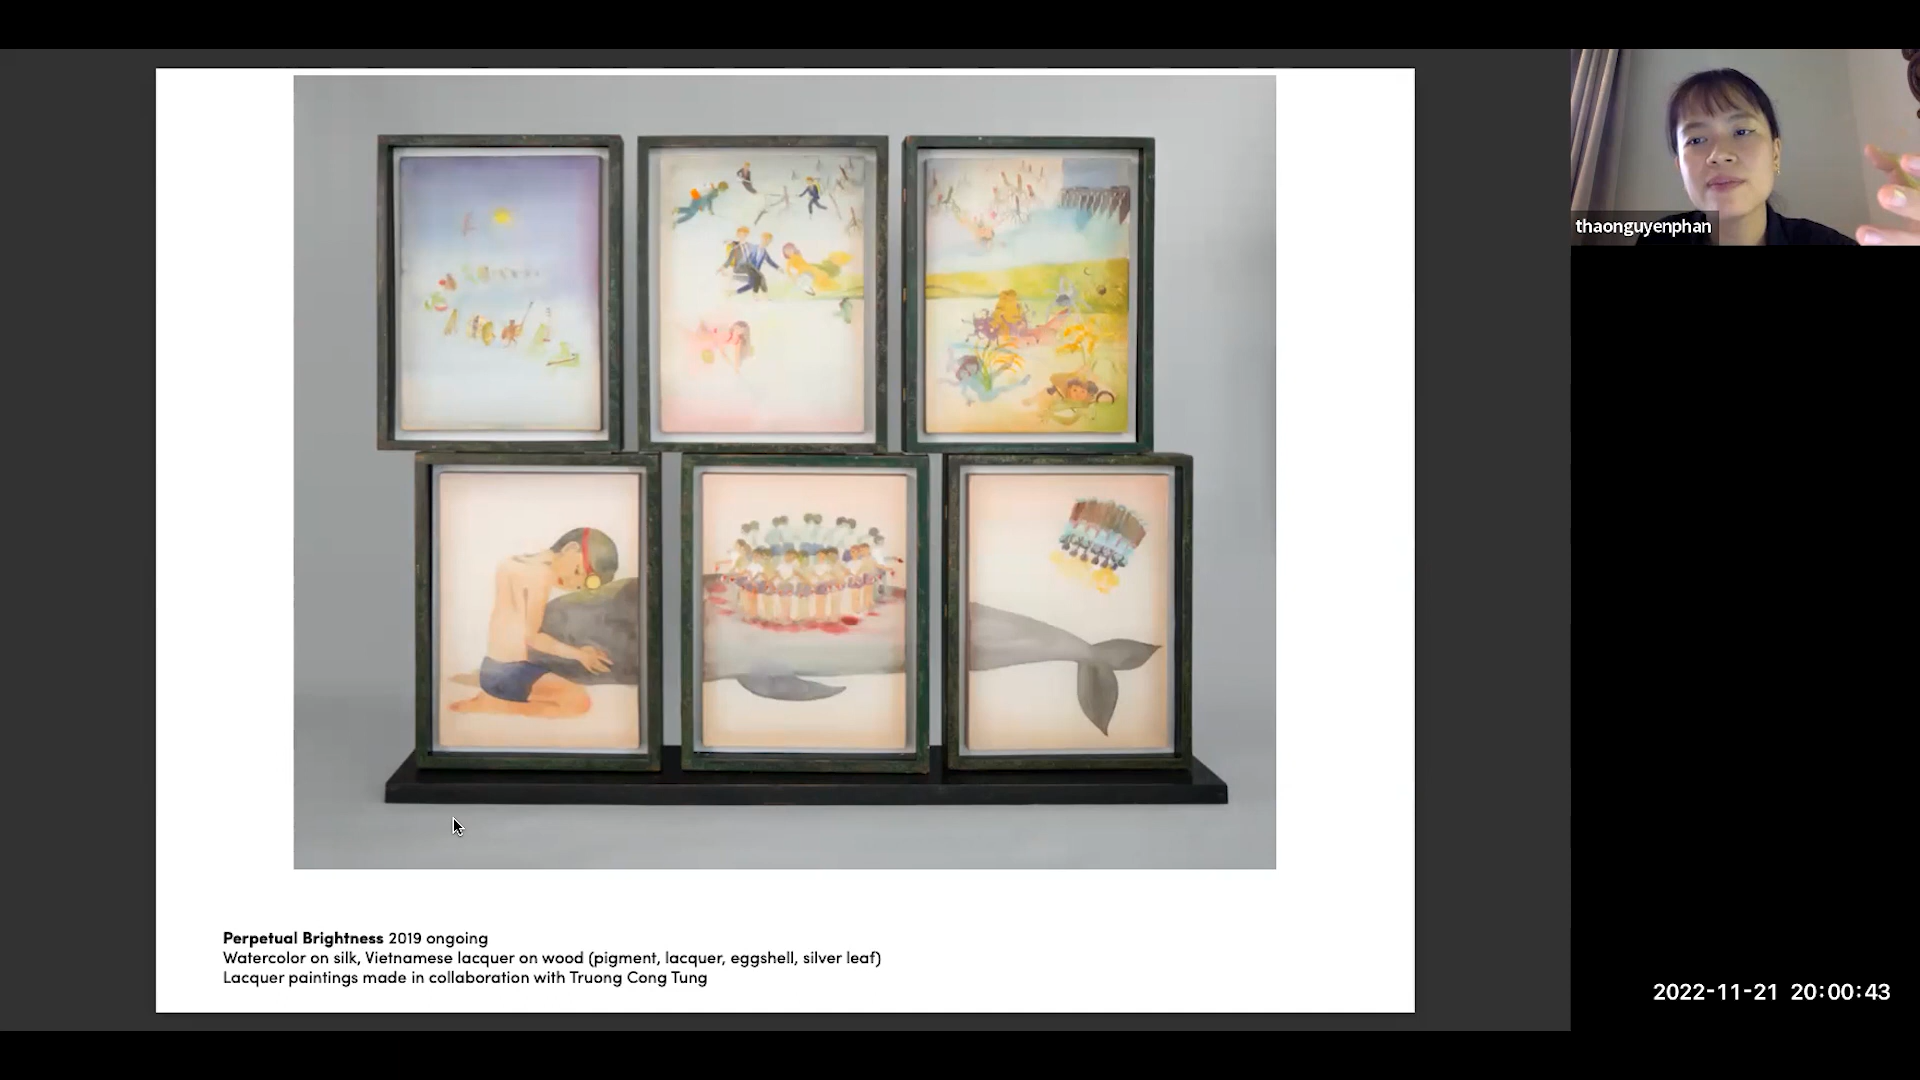 thaonguyenphan
Perpetual Brightness 2019 ongoing
Watercolor on silk, Vietnamese lacquer on wood (pigment, lacquer, eggshell, silver leaf)
Lacquer paintings made in collaboration with Truong Cong Tung
2022-11-21 20:00:43